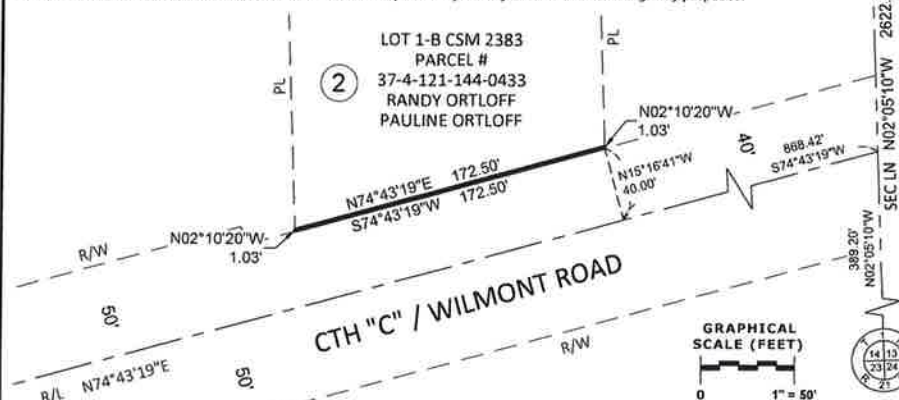 PL
LOT 1-B CSM 2383
PARCEL #
37-4-121-144-0433
RANDY ORTLOFF
PAULINE ORTLOFF
2
PL
2622.
SEC LN N02°05'10"W
N02°10'20"W
1.03'
40'
868.42'
S74°43'19"W
N74°43'19"E 172.50'
S74°43'19"W 172.50'
N15°16'41"W
40.00'
N02°10'20"W
1.03'
R/W
389.20'
N02°05'10"W
50'
CTH "C" / WILMONT ROAD
R/W
R/L N74°43'19"E
50'
GRAPHICAL
SCALE (FEET)
0 1" = 50'
14 13
23 24
21